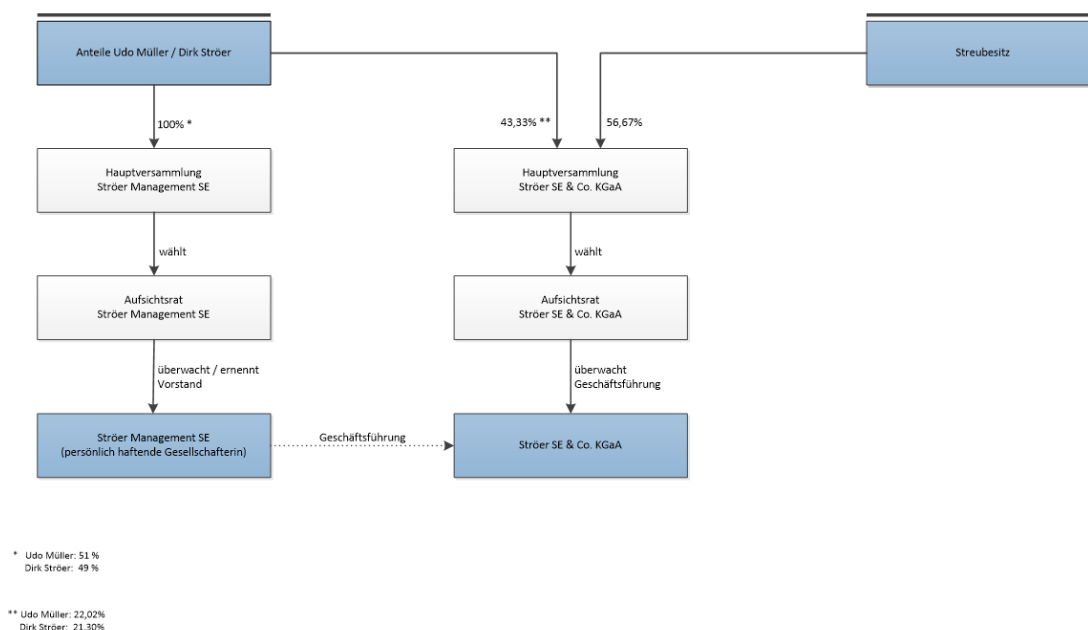 Anteile Udo Müller / Dirk Ströer
Streubesitz
100% *
43,33% **
56,67%
Hauptversammlung
Ströer Management SE
Hauptversammlung
Ströer SE & Co. KGaA
wählt
wählt
Aufsichtsrat
Ströer Management SE
Aufsichtsrat
Ströer SE & Co. KGaA
überwacht / ernennt
Vorstand
überwacht
Geschäftsführung
Ströer Management SE
(persönlich haftende Gesellschafterin)
Geschäftsführung
Ströer SE & Co. KGaA
* Udo Müller: 51 %
Dirk Ströer: 49 %
** Udo Müller: 22,02%
Dirk Ströer: 21,30%